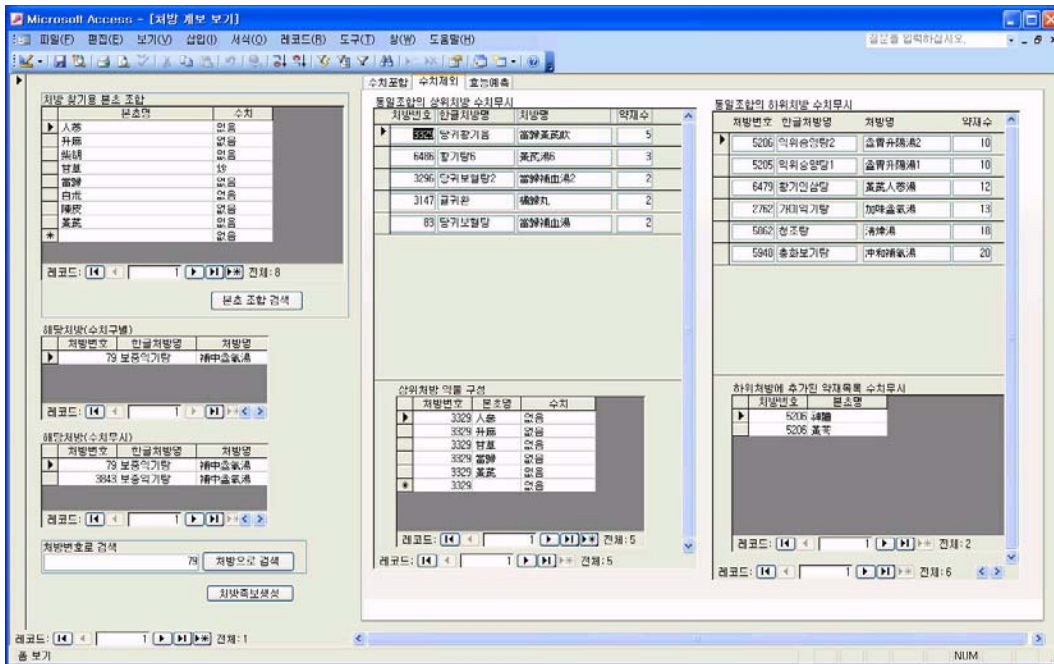 Microsoft Access - [처방 계보 보기]
파일(F) 편집(E) 보기(V) 삽입(I) 서식(O) 레코드(R) 도구(T) 창(W) 도움말(H)
질문을 입력하십시오.
수치포함 수치제외 효능예측
처방 찾기용 본초 조합
본초명 수치
人蔘 없음
升麻 없음
柴胡 없음
甘草 19
當歸 없음
白朮 없음
陳皮 없음
黃芪 없음
없음
레코드: 1 전체:8
본초 조합 검색
해당처방(수치구별)
처방번호 한글처방명 처방명
79 보중익기탕 補中益氣湯
레코드: 1
해당처방(수치무시)
처방번호 한글처방명 처방명
79 보중익기탕 補中益氣湯
3843 보중익기탕 補中益氣湯
레코드: 1
처방번호로 검색
79 처방으로 검색
처방족보생성
동일조합의 상위처방 수치무시
처방번호 한글처방명 처방명 약재수
3329 당귀황기음 當歸黃芪飮 5
6486 황기탕6 黃芪湯6 3
3296 당귀보혈탕2 當歸補血湯2 2
3147 귤귀환 橘歸丸 2
83 당귀보혈탕 當歸補血湯 2
상위처방 약물 구성
처방번호 본초명 수치
3329 人蔘 없음
3329 升麻 없음
3329 甘草 없음
3329 當歸 없음
3329 黃芪 없음
3329 없음
레코드: 1 전체:5
레코드: 1 전체:5
동일조합의 하위처방 수치무시
처방번호 한글처방명 처방명 약재수
5206 익위승양탕2 益胃升陽湯2 10
5205 익위승양탕1 益胃升陽湯1 10
6479 황기인삼탕 黃芪人蔘湯 12
2762 가미익기탕 加味益氣湯 13
5862 청조탕 淸燥湯 18
5940 충화보기탕 冲和補氣湯 20
하위처방에 추가된 약재목록 수치무시
처방번호 본초명
5206 神麯
5206 黃芩
레코드: 1 전체:2
레코드: 1 전체:6
레코드: 1 전체:1
폼 보기 NUM